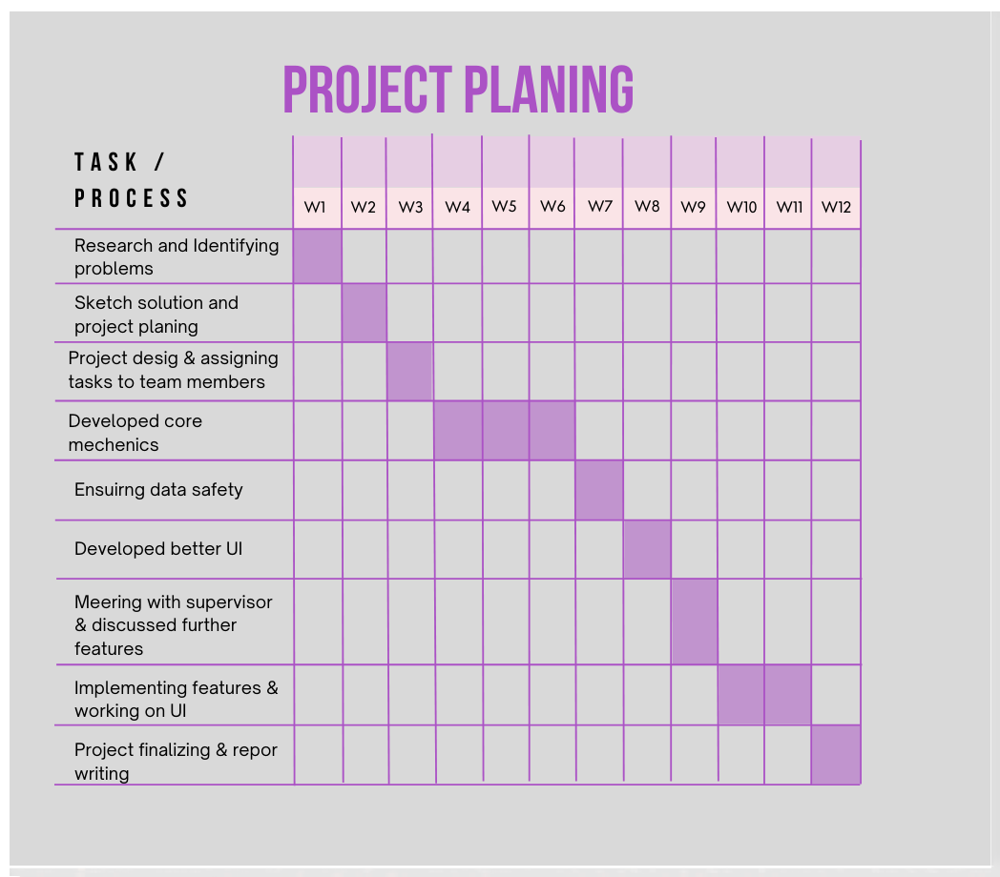 PROJECT PLANING
TASK /
PROCESS
W1 W2 W3 W4 W5 W6 W7 W8 W9 W10 W11 W12
Research and Identifying
problems
Sketch solution and
project planing
Project desig & assigning
tasks to team members
Developed core
mechenics
Ensuirng data safety
Developed better UI
Meering with supervisor
& discussed further
features
Implementing features &
working on UI
Project finalizing & repor
writing